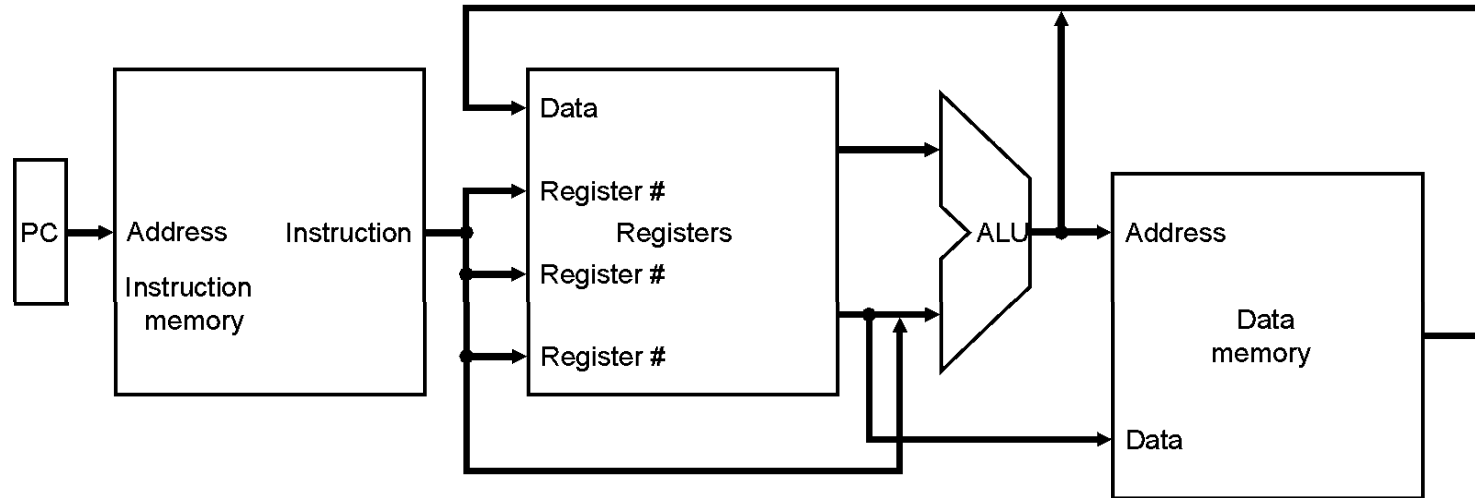 PC
Address
Instruction
Instruction
memory
Data
Register #
Registers
Register #
Register #
ALU
Address
Data
memory
Data